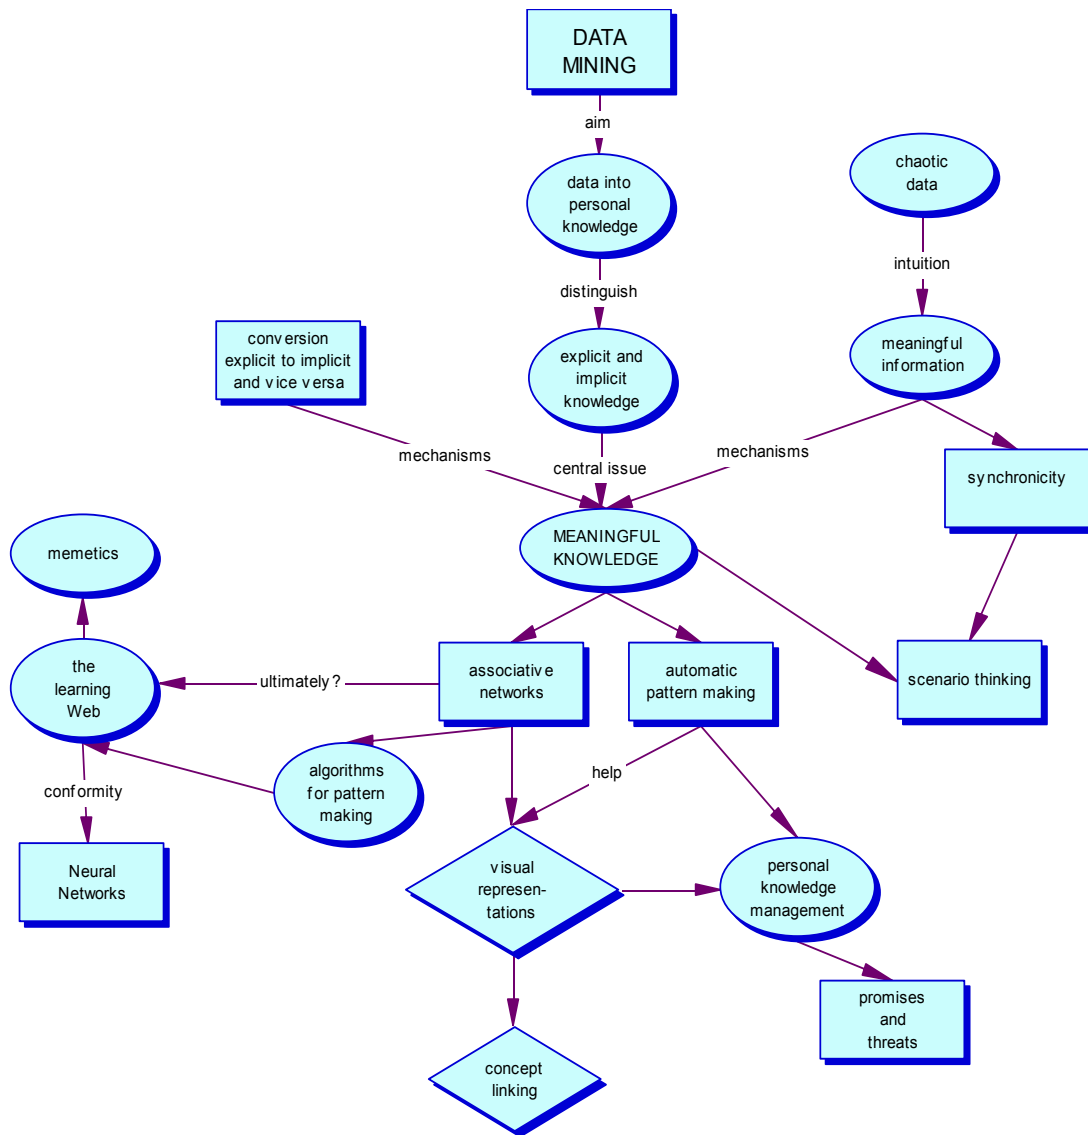 DATA
MINING
aim
data into
personal
knowledge
chaotic
data
distinguish
intuition
conversion
explicit to implicit
and vice versa
explicit and
implicit
knowledge
meaningful
information
mechanisms
central issue
mechanisms
synchronicity
MEANINGFUL
KNOWLEDGE
memetics
the
learning
Web
ultimately?
associative
networks
automatic
pattern making
scenario thinking
algorithms
for pattern
making
help
conformity
Neural
Networks
visual
represen-
tations
personal
knowledge
management
promises
and
threats
concept
linking